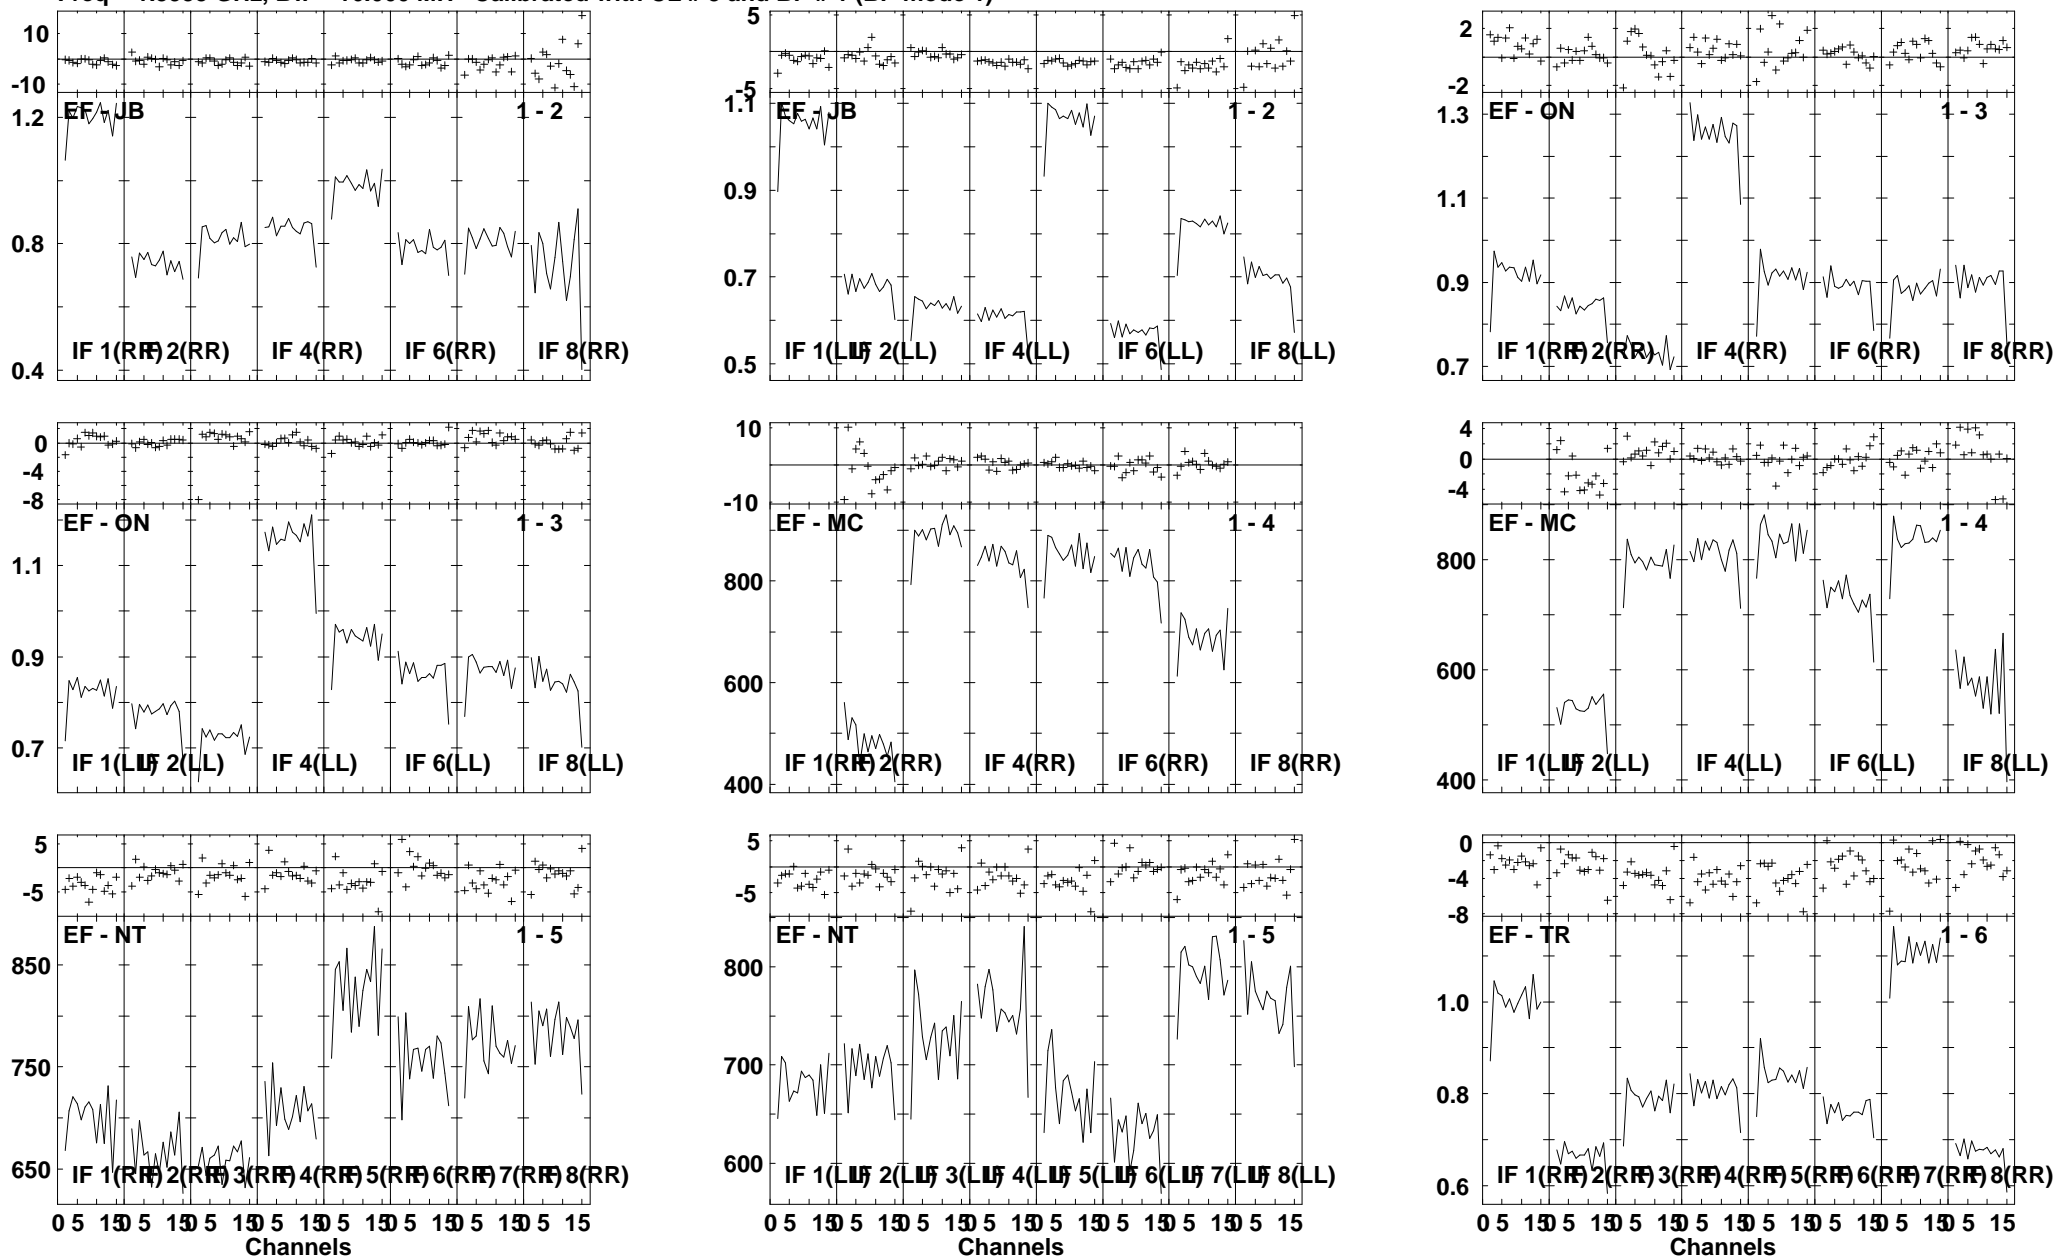 10
0
-10
EF - JB 1 - 2
1.2
0.8
0.4
IF 1(RR) IF 2(RR) IF 4(RR) IF 6(RR) IF 8(RR)
5
-5
EF - JB 1 - 2
1.1
0.9
0.7
0.5
IF 1(LL) IF 2(LL) IF 4(LL) IF 6(LL) IF 8(LL)
2
0
-2
EF - ON 1 - 3
1.3
1.1
0.9
0.7
IF 1(RR) IF 2(RR) IF 4(RR) IF 6(RR) IF 8(RR)
0
-4
-8
EF - ON 1 - 3
1.1
0.9
0.7
IF 1(LL) IF 2(LL) IF 4(LL) IF 6(LL) IF 8(LL)
10
-10
EF - MC 1 - 4
800
600
400
IF 1(RR) IF 2(RR) IF 4(RR) IF 6(RR) IF 8(RR)
4
0
-4
EF - MC 1 - 4
800
600
400
IF 1(LL) IF 2(LL) IF 4(LL) IF 6(LL) IF 8(LL)
5
-5
EF - NT 1 - 5
850
750
650
IF 1(RR) IF 2(RR) IF 3(RR) IF 4(RR) IF 5(RR) IF 6(RR) IF 7(RR) IF 8(RR)
0 5 15 0 5 15 0 5 15 0 5 15 0 5 15 0 5 15 0 5 15 0 5 15
Channels
5
-5
EF - NT 1 - 5
800
700
600
IF 1(LL) IF 2(LL) IF 3(LL) IF 4(LL) IF 5(LL) IF 6(LL) IF 7(LL) IF 8(LL)
0 5 15 0 5 15 0 5 15 0 5 15 0 5 15 0 5 15 0 5 15 0 5 15
Channels
0
-4
-8
EF - TR 1 - 6
1.0
0.8
0.6
IF 1(RR) IF 2(RR) IF 3(RR) IF 4(RR) IF 5(RR) IF 6(RR) IF 7(RR) IF 8(RR)
0 5 15 0 5 15 0 5 15 0 5 15 0 5 15 0 5 15 0 5 15 0 5 15
Channels